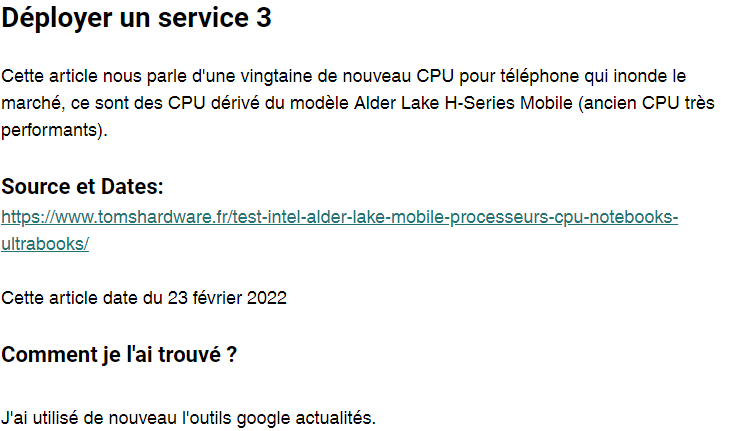 Déployer un service 3
Cette article nous parle d'une vingtaine de nouveau CPU pour téléphone qui inonde le
marché, ce sont des CPU dérivé du modèle Alder Lake H-Series Mobile (ancien CPU très
performants).
Source et Dates:
https://www.tomshardware.fr/test-intel-alder-lake-mobile-processeurs-cpu-notebooks-
ultrabooks/
Cette article date du 23 février 2022
Comment je l'ai trouvé ?
J'ai utilisé de nouveau l'outils google actualités.